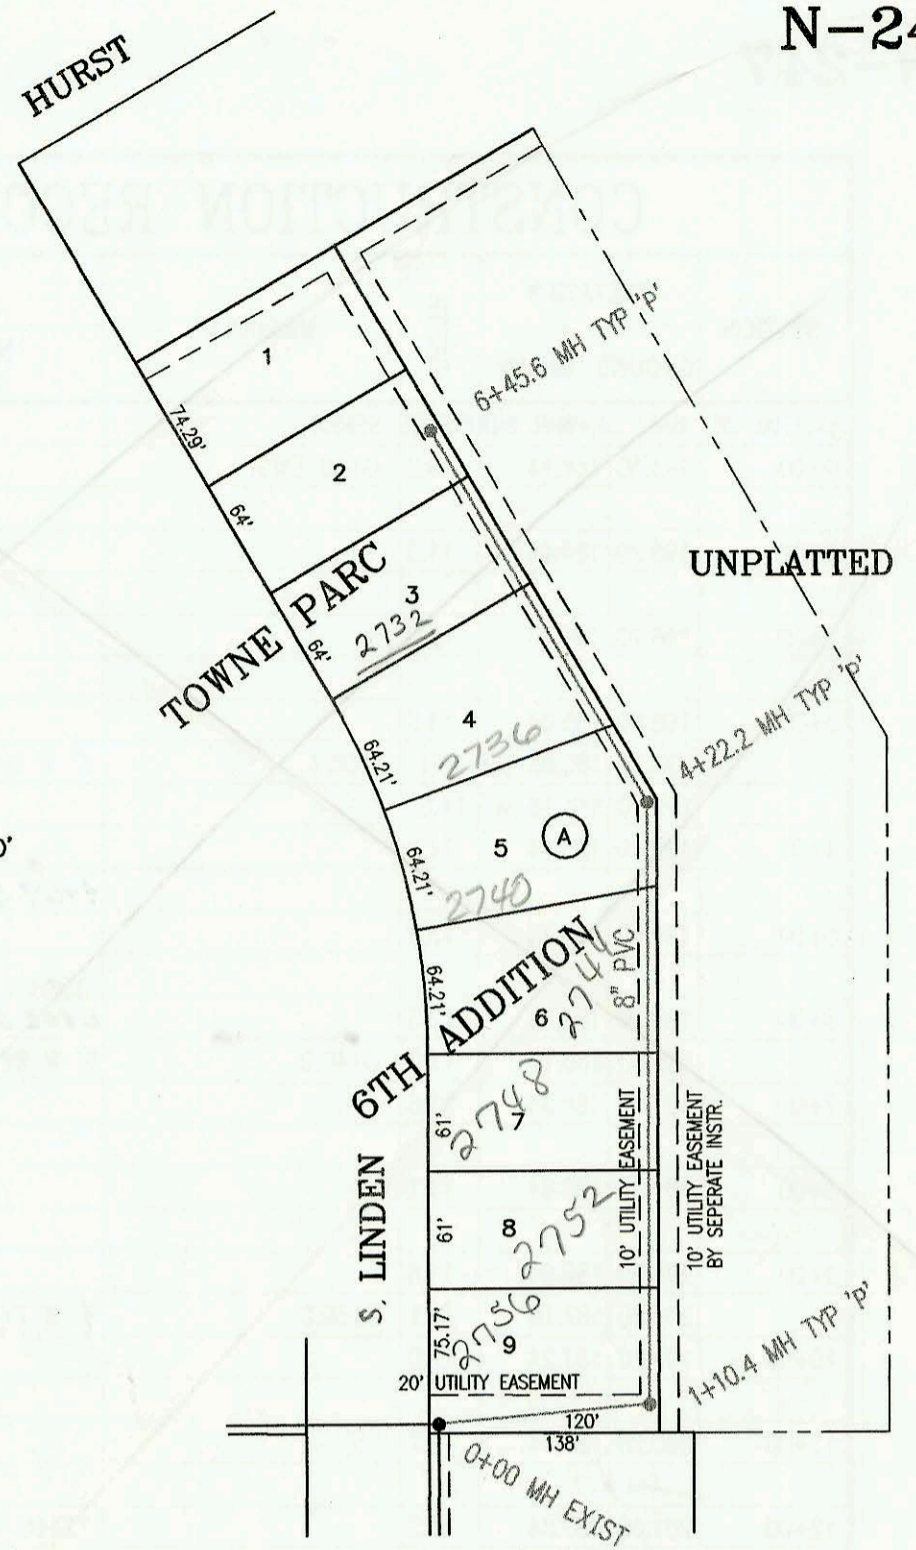 N-24
HURST
6+45.6 MH TYP 'P'
1
74.29'
2
64'
UNPLATTED
TOWNE PARC
3
2732
64'
4
2736
64.21'
4+22.2 MH TYP 'P'
5
A
2740
64.21'
6TH ADDITION
6
2744
8" PVC
64.21'
7
2748
61'
10' UTILITY EASEMENT
10' UTILITY EASEMENT
BY SEPERATE INSTR.
S. LINDEN
8
2752
61'
9
2756
75.17'
20' UTILITY EASEMENT
1+10.4 MH TYP 'P'
120'
138'
0+00 MH EXIST